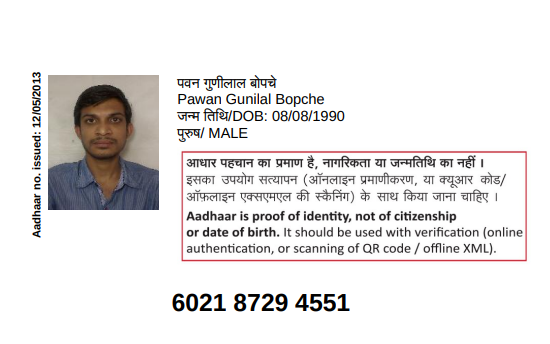 Aadhaar no. issued: 12/05/2013
पवन गुणीलाल बोपचे
Pawan Gunilal Bopche
जन्म तिथि/DOB: 08/08/1990
पुरुष/ MALE
आधार पहचान का प्रमाण है, नागरिकता या जन्मतिथि का नहीं ।
इसका उपयोग सत्यापन (ऑनलाइन प्रमाणीकरण, या क्यूआर कोड/
ऑफ़लाइन एक्सएमएल की स्कैनिंग) के साथ किया जाना चाहिए ।
Aadhaar is proof of identity, not of citizenship
or date of birth. It should be used with verification (online
authentication, or scanning of QR code / offline XML).
6021 8729 4551